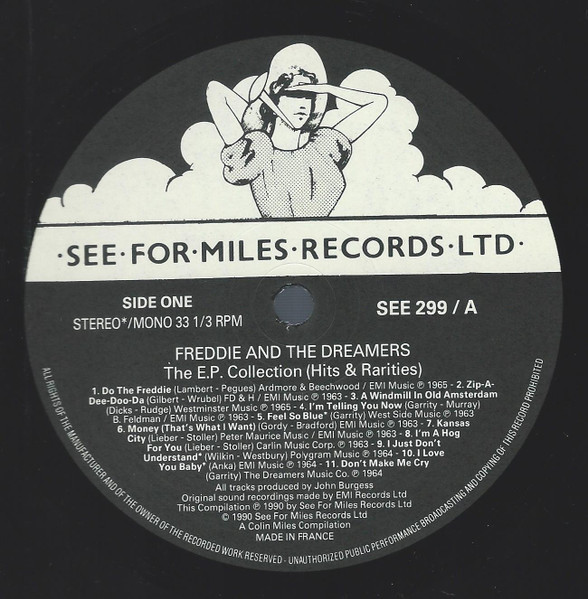 ·SEE·FOR·MILES·RECORDS·LTD·
SIDE ONE
STEREO*/MONO 33 1/3 RPM
SEE 299 / A
FREDDIE AND THE DREAMERS
The E.P. Collection (Hits & Rarities)
1. Do The Freddie (Lambert - Pegues) Ardmore & Beechwood / EMI Music ℗ 1965 - 2. Zip-A-
Dee-Doo-Da (Gilbert - Wrubel) FD & H / EMI Music ℗ 1963 - 3. A Windmill In Old Amsterdam
(Dicks - Rudge) Westminster Music ℗ 1965 - 4. I'm Telling You Now (Garrity - Murray)
B. Feldman / EMI Music ℗ 1963 - 5. Feel So Blue* (Garrity) West Side Music ℗ 1963
6. Money (That's What I Want) (Gordy - Bradford) EMI Music ℗ 1963 - 7. Kansas
City (Lieber - Stoller) Peter Maurice Music / EMI Music ℗ 1963 - 8. I'm A Hog
For You (Lieber - Stoller) Carlin Music Corp. ℗ 1963 - 9. I Just Don't
Understand* (Wilkin - Westbury) Polygram Music ℗ 1964 - 10. I Love
You Baby* (Anka) EMI Music ℗ 1964 - 11. Don't Make Me Cry
(Garrity) The Dreamers Music Co. ℗ 1964
All tracks produced by John Burgess
Original sound recordings made by EMI Records Ltd
This Compilation ℗ 1990 by See For Miles Records Ltd
© 1990 See For Miles Records Ltd
A Colin Miles Compilation
MADE IN FRANCE
ALL RIGHTS OF THE MANUFACTURER AND OF THE OWNER OF THE RECORDED WORK RESERVED - UNAUTHORIZED PUBLIC PERFORMANCE BROADCASTING AND COPYING OF THIS RECORD PROHIBITED